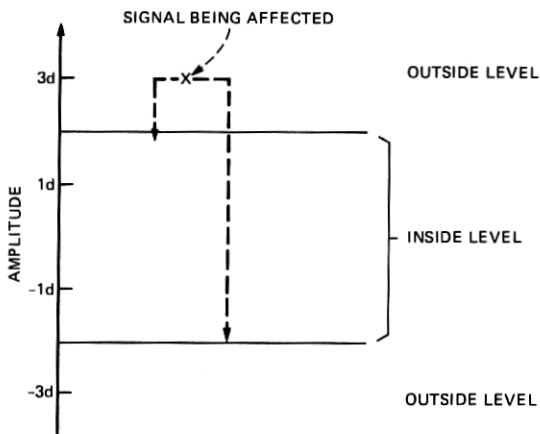 SIGNAL BEING AFFECTED
3d
OUTSIDE LEVEL
1d
AMPLITUDE
INSIDE LEVEL
-1d
-3d
OUTSIDE LEVEL